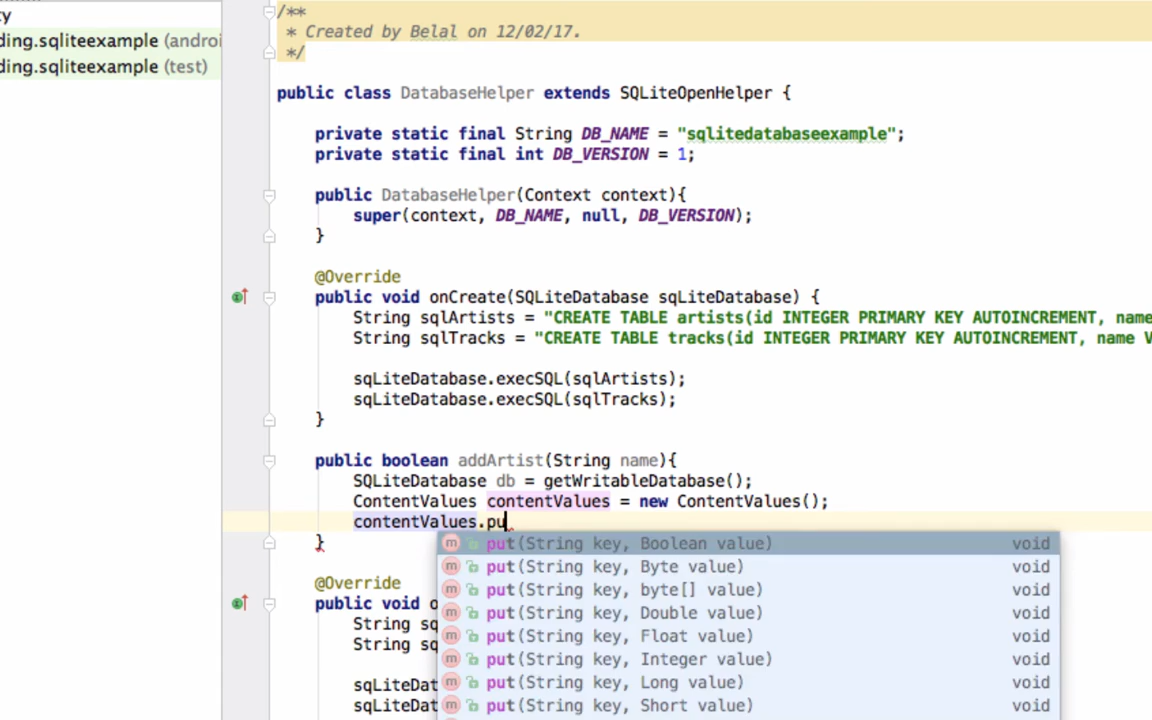 ty
/**
* Created by Belal on 12/02/17.
*/
ding.sqliteexample (androi
ding.sqliteexample (test)
public class DatabaseHelper extends SQLiteOpenHelper {
private static final String DB_NAME = "sqlitedatabaseexample";
private static final int DB_VERSION = 1;
public DatabaseHelper(Context context){
super(context, DB_NAME, null, DB_VERSION);
}
@Override
public void onCreate(SQLiteDatabase sqLiteDatabase) {
String sqlArtists = "CREATE TABLE artists(id INTEGER PRIMARY KEY AUTOINCREMENT, name
String sqlTracks = "CREATE TABLE tracks(id INTEGER PRIMARY KEY AUTOINCREMENT, name V
sqLiteDatabase.execSQL(sqlArtists);
sqLiteDatabase.execSQL(sqlTracks);
}
public boolean addArtist(String name){
SQLiteDatabase db = getWritableDatabase();
ContentValues contentValues = new ContentValues();
contentValues.pu
}
put(String key, Boolean value) void
put(String key, Byte value) void
put(String key, byte[] value) void
put(String key, Double value) void
put(String key, Float value) void
put(String key, Integer value) void
put(String key, Long value) void
put(String key, Short value) void
@Override
public void o
String sq
String sq
sqLiteDat
sqLiteDat